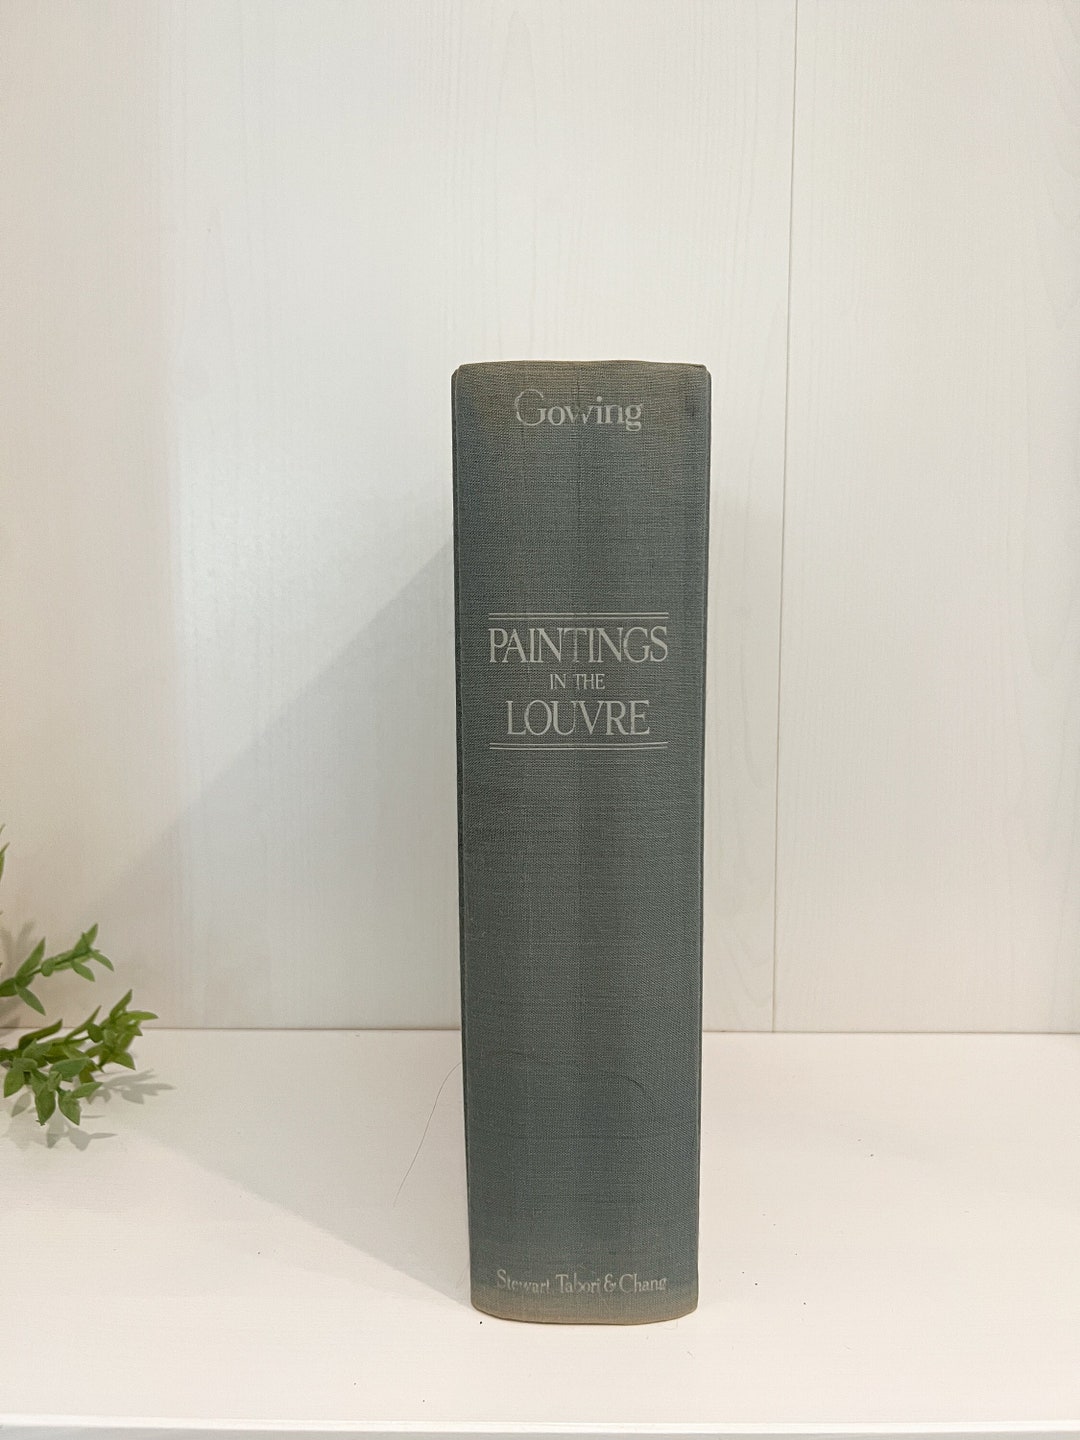 Gowing
PAINTINGS
IN THE
LOUVRE
Stewart Tabori & Chang